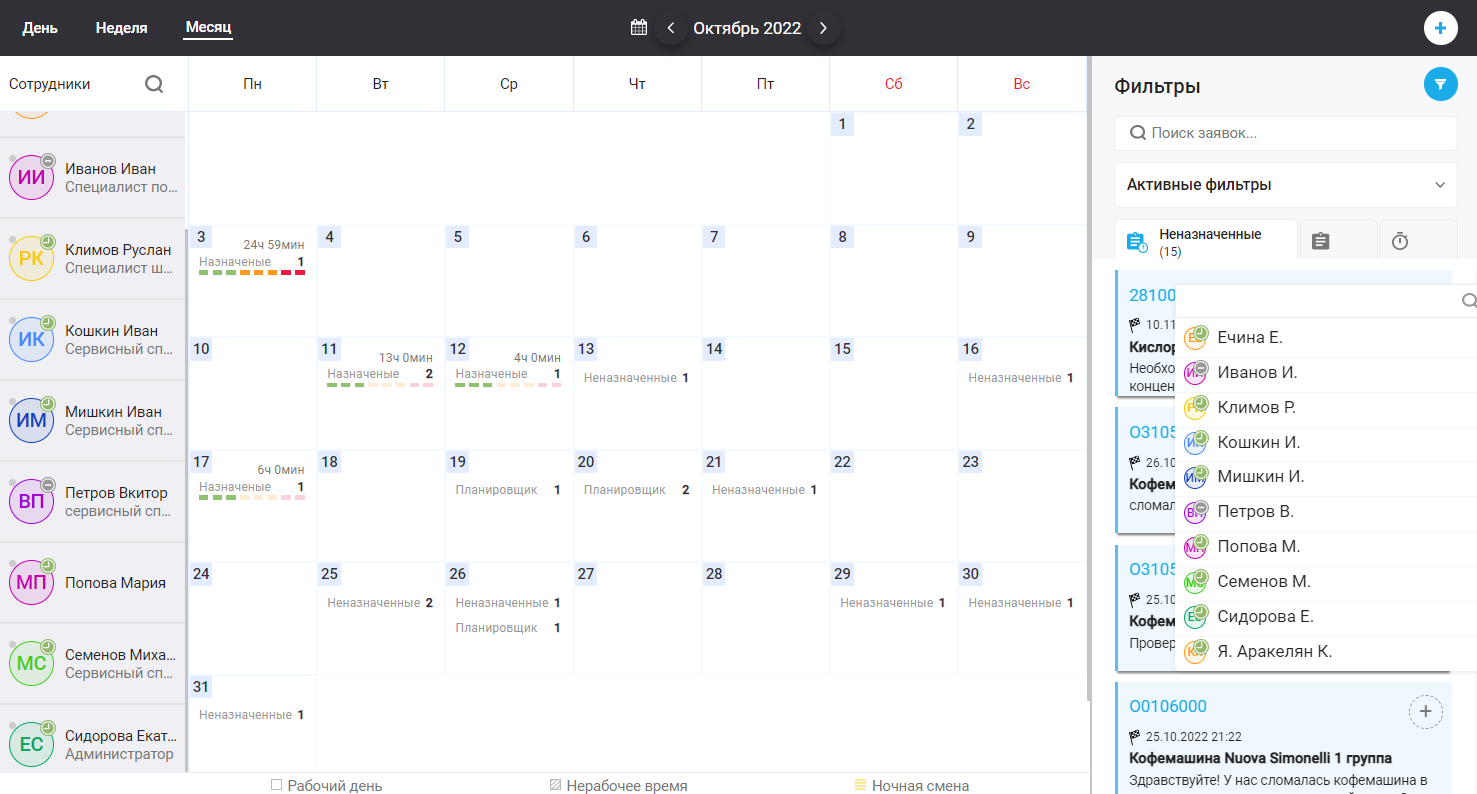 День Неделя Месяц Октябрь 2022
Сотрудники Пн Вт Ср Чт Пт Сб Вс
ИИ Иванов Иван
Специалист по...
РК Климов Руслан
Специалист ш...
ИК Кошкин Иван
Сервисный сп...
ИМ Мишкин Иван
Сервисный сп...
ВП Петров Вкитор
сервисный сп...
МП Попова Мария
МС Семенов Миха...
Сервисный сп...
ЕС Сидорова Екат...
Администратор
1 2
3 4 5 6 7 8 9
24ч 59мин
Назначеные 1
10 11 12 13 14 15 16
13ч 0мин 4ч 0мин
Назначеные 2 Назначеные 1 Неназначенные 1 Неназначенные 1
17 18 19 20 21 22 23
6ч 0мин
Назначеные 1 Планировщик 1 Планировщик 2 Неназначенные 1
24 25 26 27 28 29 30
Неназначенные 2 Неназначенные 1 Неназначенные 1 Неназначенные 1
Планировщик 1
31
Неназначенные 1
Рабочий день Нерабочее время Ночная смена
Фильтры
Поиск заявок...
Активные фильтры
Неназначенные
(15)
28100
10.11
Кислор
Необхо
концен
О3105
26.10
Кофем
сломал
О3105
25.10
Кофем
Провер
Ечина Е.
Иванов И.
Климов Р.
Кошкин И.
Мишкин И.
Петров В.
Попова М.
Семенов М.
Сидорова Е.
Я. Аракелян К.
О0106000
25.10.2022 21:22
Кофемашина Nuova Simonelli 1 группа
Здравствуйте! У нас сломалась кофемашина в